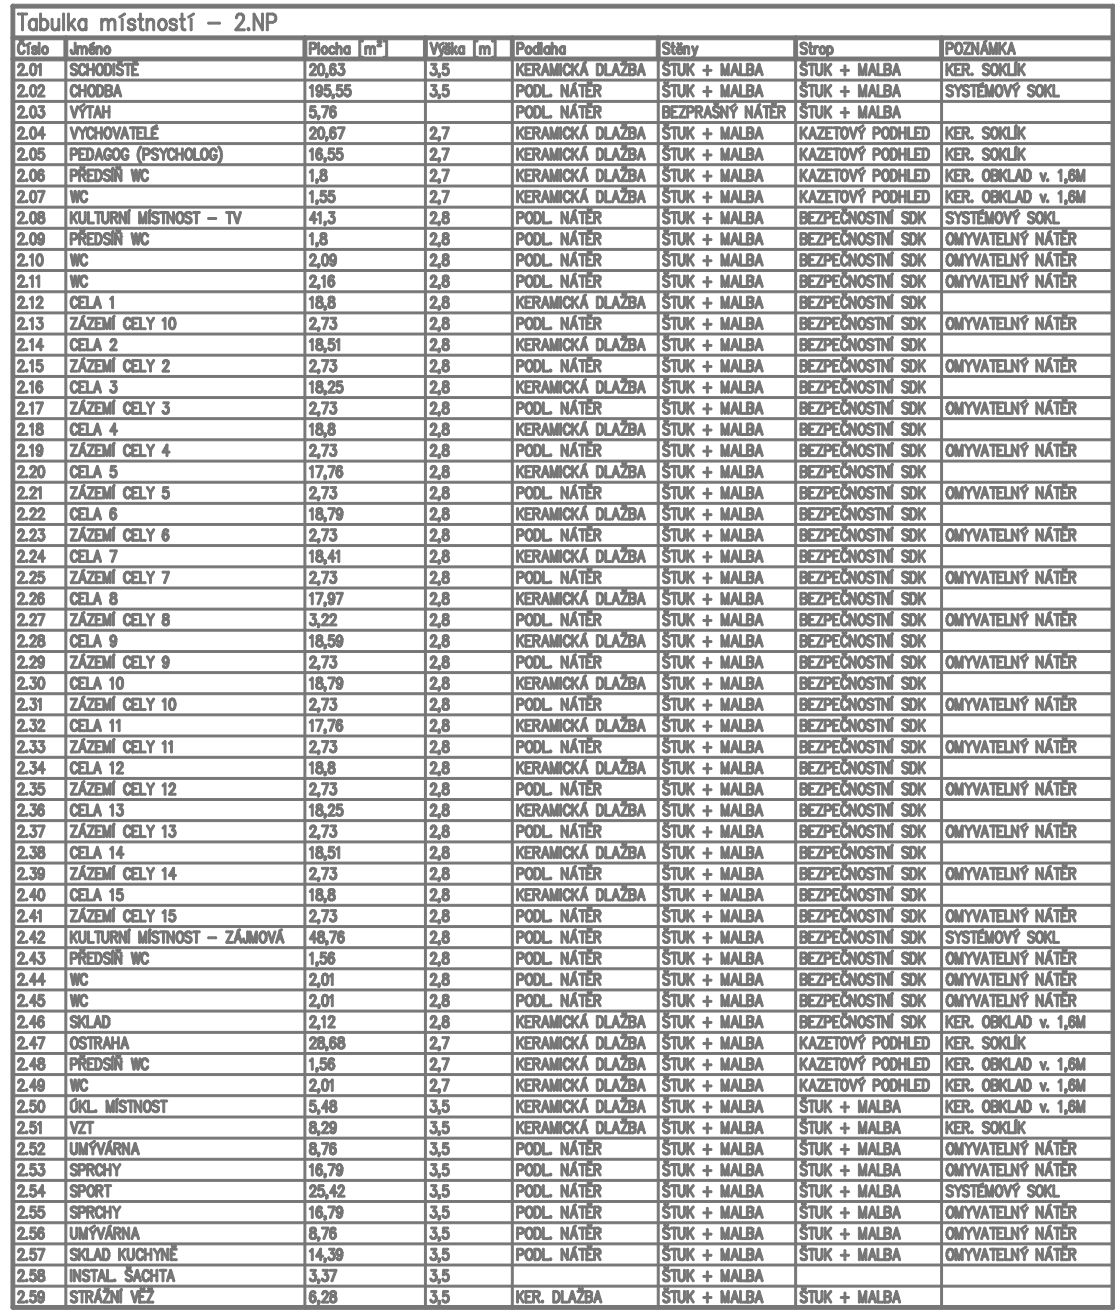 Tabulka místností – 2.NP
Číslo Jméno Plocha [m²] Výška [m] Podlaha Stěny Strop POZNÁMKA
2.01 SCHODIŠTĚ 20,63 3,5 KERAMICKÁ DLAŽBA ŠTUK + MALBA ŠTUK + MALBA KER. SOKLÍK
2.02 CHODBA 195,55 3,5 PODL. NÁTĚR ŠTUK + MALBA ŠTUK + MALBA SYSTÉMOVÝ SOKL
2.03 VÝTAH 5,76 PODL. NÁTĚR BEZPRAŠNÝ NÁTĚR ŠTUK + MALBA
2.04 VYCHOVATELÉ 20,67 2,7 KERAMICKÁ DLAŽBA ŠTUK + MALBA KAZETOVÝ PODHLED KER. SOKLÍK
2.05 PEDAGOG (PSYCHOLOG) 16,55 2,7 KERAMICKÁ DLAŽBA ŠTUK + MALBA KAZETOVÝ PODHLED KER. SOKLÍK
2.06 PŘEDSÍŇ WC 1,8 2,7 KERAMICKÁ DLAŽBA ŠTUK + MALBA KAZETOVÝ PODHLED KER. OBKLAD v. 1,6M
2.07 WC 1,55 2,7 KERAMICKÁ DLAŽBA ŠTUK + MALBA KAZETOVÝ PODHLED KER. OBKLAD v. 1,6M
2.08 KULTURNÍ MÍSTNOST – TV 41,3 2,8 PODL. NÁTĚR ŠTUK + MALBA BEZPEČNOSTNÍ SDK SYSTÉMOVÝ SOKL
2.09 PŘEDSÍŇ WC 1,8 2,8 PODL. NÁTĚR ŠTUK + MALBA BEZPEČNOSTNÍ SDK OMYVATELNÝ NÁTĚR
2.10 WC 2,09 2,8 PODL. NÁTĚR ŠTUK + MALBA BEZPEČNOSTNÍ SDK OMYVATELNÝ NÁTĚR
2.11 WC 2,16 2,8 PODL. NÁTĚR ŠTUK + MALBA BEZPEČNOSTNÍ SDK OMYVATELNÝ NÁTĚR
2.12 CELA 1 18,8 2,8 KERAMICKÁ DLAŽBA ŠTUK + MALBA BEZPEČNOSTNÍ SDK
2.13 ZÁZEMÍ CELY 10 2,73 2,8 PODL. NÁTĚR ŠTUK + MALBA BEZPEČNOSTNÍ SDK OMYVATELNÝ NÁTĚR
2.14 CELA 2 18,51 2,8 KERAMICKÁ DLAŽBA ŠTUK + MALBA BEZPEČNOSTNÍ SDK
2.15 ZÁZEMÍ CELY 2 2,73 2,8 PODL. NÁTĚR ŠTUK + MALBA BEZPEČNOSTNÍ SDK OMYVATELNÝ NÁTĚR
2.16 CELA 3 18,25 2,8 KERAMICKÁ DLAŽBA ŠTUK + MALBA BEZPEČNOSTNÍ SDK
2.17 ZÁZEMÍ CELY 3 2,73 2,8 PODL. NÁTĚR ŠTUK + MALBA BEZPEČNOSTNÍ SDK OMYVATELNÝ NÁTĚR
2.18 CELA 4 18,8 2,8 KERAMICKÁ DLAŽBA ŠTUK + MALBA BEZPEČNOSTNÍ SDK
2.19 ZÁZEMÍ CELY 4 2,73 2,8 PODL. NÁTĚR ŠTUK + MALBA BEZPEČNOSTNÍ SDK OMYVATELNÝ NÁTĚR
2.20 CELA 5 17,76 2,8 KERAMICKÁ DLAŽBA ŠTUK + MALBA BEZPEČNOSTNÍ SDK
2.21 ZÁZEMÍ CELY 5 2,73 2,8 PODL. NÁTĚR ŠTUK + MALBA BEZPEČNOSTNÍ SDK OMYVATELNÝ NÁTĚR
2.22 CELA 6 18,79 2,8 KERAMICKÁ DLAŽBA ŠTUK + MALBA BEZPEČNOSTNÍ SDK
2.23 ZÁZEMÍ CELY 6 2,73 2,8 PODL. NÁTĚR ŠTUK + MALBA BEZPEČNOSTNÍ SDK OMYVATELNÝ NÁTĚR
2.24 CELA 7 18,41 2,8 KERAMICKÁ DLAŽBA ŠTUK + MALBA BEZPEČNOSTNÍ SDK
2.25 ZÁZEMÍ CELY 7 2,73 2,8 PODL. NÁTĚR ŠTUK + MALBA BEZPEČNOSTNÍ SDK OMYVATELNÝ NÁTĚR
2.26 CELA 8 17,97 2,8 KERAMICKÁ DLAŽBA ŠTUK + MALBA BEZPEČNOSTNÍ SDK
2.27 ZÁZEMÍ CELY 8 3,22 2,8 PODL. NÁTĚR ŠTUK + MALBA BEZPEČNOSTNÍ SDK OMYVATELNÝ NÁTĚR
2.28 CELA 9 18,59 2,8 KERAMICKÁ DLAŽBA ŠTUK + MALBA BEZPEČNOSTNÍ SDK
2.29 ZÁZEMÍ CELY 9 2,73 2,8 PODL. NÁTĚR ŠTUK + MALBA BEZPEČNOSTNÍ SDK OMYVATELNÝ NÁTĚR
2.30 CELA 10 18,79 2,8 KERAMICKÁ DLAŽBA ŠTUK + MALBA BEZPEČNOSTNÍ SDK
2.31 ZÁZEMÍ CELY 10 2,73 2,8 PODL. NÁTĚR ŠTUK + MALBA BEZPEČNOSTNÍ SDK OMYVATELNÝ NÁTĚR
2.32 CELA 11 17,76 2,8 KERAMICKÁ DLAŽBA ŠTUK + MALBA BEZPEČNOSTNÍ SDK
2.33 ZÁZEMÍ CELY 11 2,73 2,8 PODL. NÁTĚR ŠTUK + MALBA BEZPEČNOSTNÍ SDK OMYVATELNÝ NÁTĚR
2.34 CELA 12 18,8 2,8 KERAMICKÁ DLAŽBA ŠTUK + MALBA BEZPEČNOSTNÍ SDK
2.35 ZÁZEMÍ CELY 12 2,73 2,8 PODL. NÁTĚR ŠTUK + MALBA BEZPEČNOSTNÍ SDK OMYVATELNÝ NÁTĚR
2.36 CELA 13 18,25 2,8 KERAMICKÁ DLAŽBA ŠTUK + MALBA BEZPEČNOSTNÍ SDK
2.37 ZÁZEMÍ CELY 13 2,73 2,8 PODL. NÁTĚR ŠTUK + MALBA BEZPEČNOSTNÍ SDK OMYVATELNÝ NÁTĚR
2.38 CELA 14 18,51 2,8 KERAMICKÁ DLAŽBA ŠTUK + MALBA BEZPEČNOSTNÍ SDK
2.39 ZÁZEMÍ CELY 14 2,73 2,8 PODL. NÁTĚR ŠTUK + MALBA BEZPEČNOSTNÍ SDK OMYVATELNÝ NÁTĚR
2.40 CELA 15 18,8 2,8 KERAMICKÁ DLAŽBA ŠTUK + MALBA BEZPEČNOSTNÍ SDK
2.41 ZÁZEMÍ CELY 15 2,73 2,8 PODL. NÁTĚR ŠTUK + MALBA BEZPEČNOSTNÍ SDK OMYVATELNÝ NÁTĚR
2.42 KULTURNÍ MÍSTNOST – ZÁJMOVÁ 48,76 2,8 PODL. NÁTĚR ŠTUK + MALBA BEZPEČNOSTNÍ SDK SYSTÉMOVÝ SOKL
2.43 PŘEDSÍŇ WC 1,56 2,8 PODL. NÁTĚR ŠTUK + MALBA BEZPEČNOSTNÍ SDK OMYVATELNÝ NÁTĚR
2.44 WC 2,01 2,8 PODL. NÁTĚR ŠTUK + MALBA BEZPEČNOSTNÍ SDK OMYVATELNÝ NÁTĚR
2.45 WC 2,01 2,8 PODL. NÁTĚR ŠTUK + MALBA BEZPEČNOSTNÍ SDK OMYVATELNÝ NÁTĚR
2.46 SKLAD 2,12 2,8 KERAMICKÁ DLAŽBA ŠTUK + MALBA BEZPEČNOSTNÍ SDK KER. OBKLAD v. 1,6M
2.47 OSTRAHA 28,68 2,7 KERAMICKÁ DLAŽBA ŠTUK + MALBA KAZETOVÝ PODHLED KER. SOKLÍK
2.48 PŘEDSÍŇ WC 1,56 2,7 KERAMICKÁ DLAŽBA ŠTUK + MALBA KAZETOVÝ PODHLED KER. OBKLAD v. 1,6M
2.49 WC 2,01 2,7 KERAMICKÁ DLAŽBA ŠTUK + MALBA KAZETOVÝ PODHLED KER. OBKLAD v. 1,6M
2.50 ÚKL. MÍSTNOST 5,48 3,5 KERAMICKÁ DLAŽBA ŠTUK + MALBA ŠTUK + MALBA KER. OBKLAD v. 1,6M
2.51 VZT 8,29 3,5 KERAMICKÁ DLAŽBA ŠTUK + MALBA ŠTUK + MALBA KER. SOKLÍK
2.52 UMÝVÁRNA 8,76 3,5 PODL. NÁTĚR ŠTUK + MALBA ŠTUK + MALBA OMYVATELNÝ NÁTĚR
2.53 SPRCHY 16,79 3,5 PODL. NÁTĚR ŠTUK + MALBA ŠTUK + MALBA OMYVATELNÝ NÁTĚR
2.54 SPORT 25,42 3,5 PODL. NÁTĚR ŠTUK + MALBA ŠTUK + MALBA SYSTÉMOVÝ SOKL
2.55 SPRCHY 16,79 3,5 PODL. NÁTĚR ŠTUK + MALBA ŠTUK + MALBA OMYVATELNÝ NÁTĚR
2.56 UMÝVÁRNA 8,76 3,5 PODL. NÁTĚR ŠTUK + MALBA ŠTUK + MALBA OMYVATELNÝ NÁTĚR
2.57 SKLAD KUCHYNĚ 14,39 3,5 PODL. NÁTĚR ŠTUK + MALBA ŠTUK + MALBA OMYVATELNÝ NÁTĚR
2.58 INSTAL. ŠACHTA 3,37 3,5 ŠTUK + MALBA
2.59 STRÁŽNÍ VĚŽ 6,28 3,5 KER. DLAŽBA ŠTUK + MALBA ŠTUK + MALBA